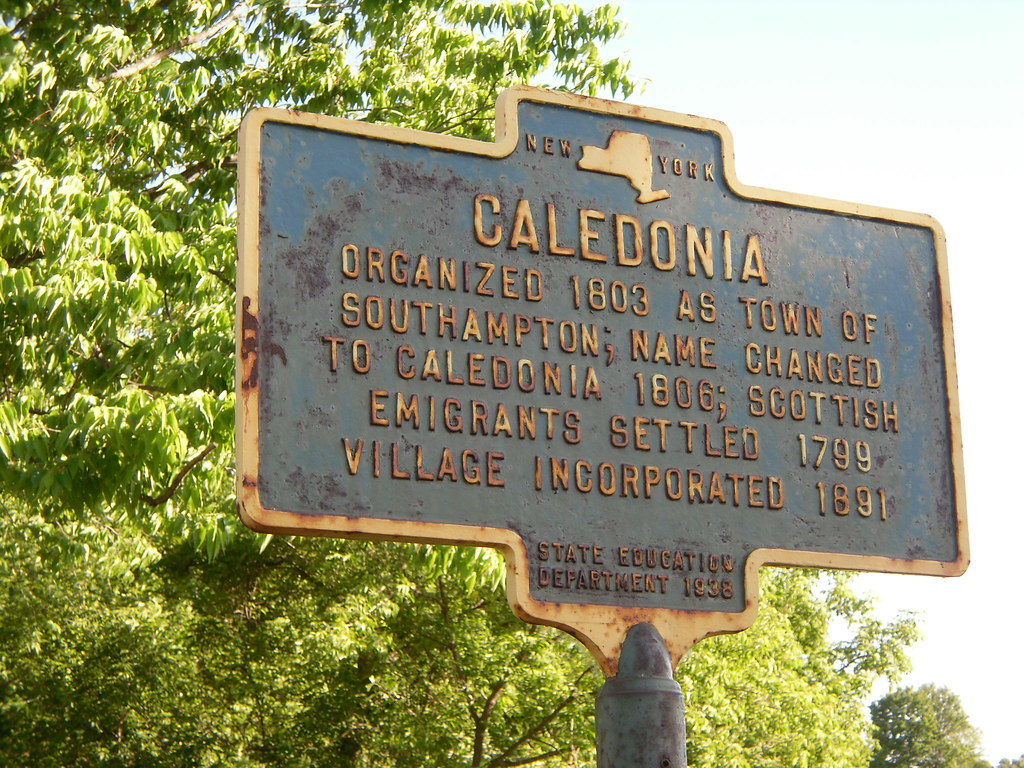 NEW YORK
CALEDONIA
ORGANIZED 1803 AS TOWN OF
SOUTHAMPTON; NAME CHANGED
TO CALEDONIA 1806; SCOTTISH
EMIGRANTS SETTLED 1799
VILLAGE INCORPORATED 1891
STATE EDUCATION
DEPARTMENT 1938